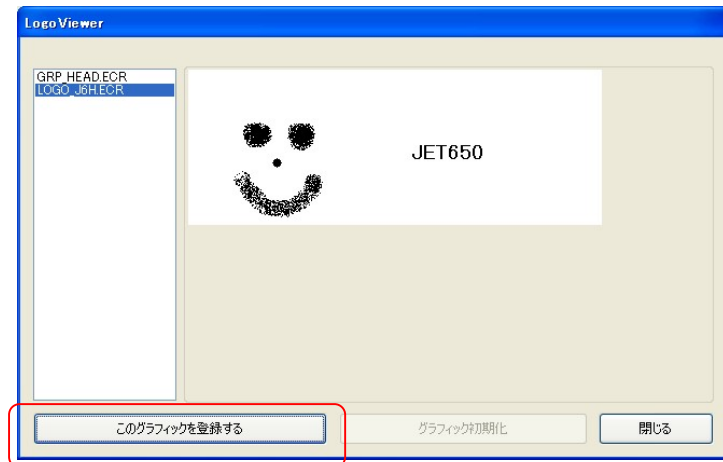 LogoViewer
GRP_HEAD.ECR
LOGO_J6H.ECR
JET650
このグラフィックを登録する
グラフィック初期化
閉じる